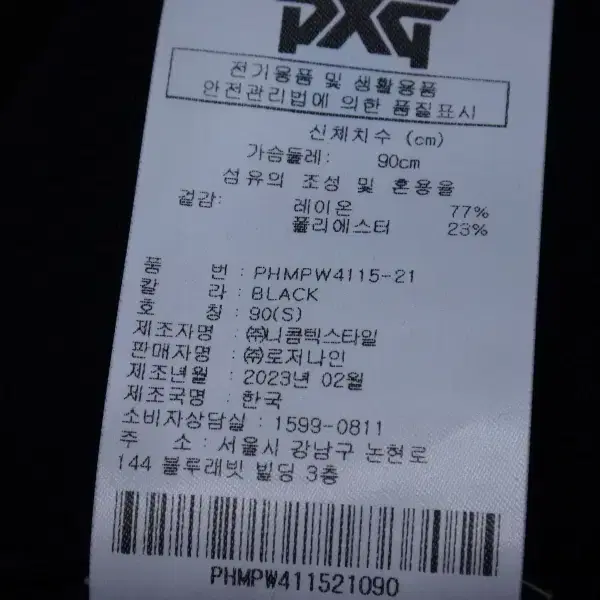 PXG
전기용품 및 생활용품
안전관리법에 의한 품질표시
신체치수 (cm)
가슴둘레: 90cm
섬유의 조성 및 혼용율
겉감: 레이온 77%
폴리에스터 23%
품 번 : PHMPW4115-21
칼 라 : BLACK
호 칭 : 90(S)
제조자명 : ㈜니콤텍스타일
판매자명 : ㈜로저나인
제조년월 : 2023년 02월
제조국명 : 한국
소비자상담실 : 1599-0811
주 소 : 서울시 강남구 논현로
144 블루래빗 빌딩 3층
PHMPW411521090